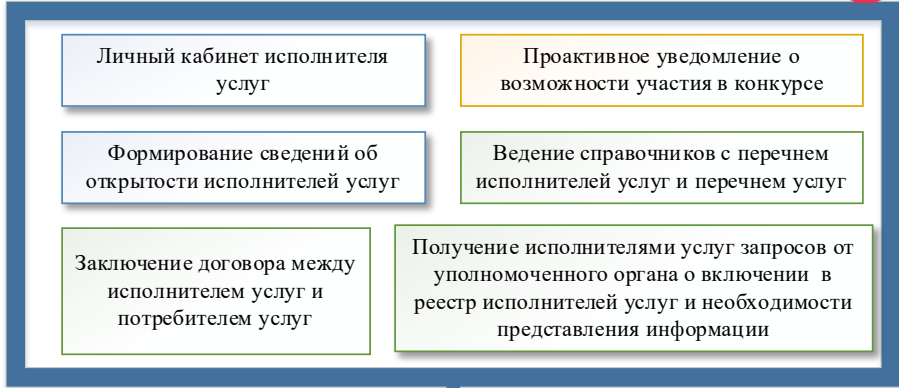 Личный кабинет исполнителя
услуг
Проактивное уведомление о
возможности участия в конкурсе
Формирование сведений об
открытости исполнителей услуг
Ведение справочников с перечнем
исполнителей услуг и перечнем услуг
Заключение договора между
исполнителем услуг и
потребителем услуг
Получение исполнителями услуг запросов от
уполномоченного органа о включении в
реестр исполнителей услуг и необходимости
представления информации